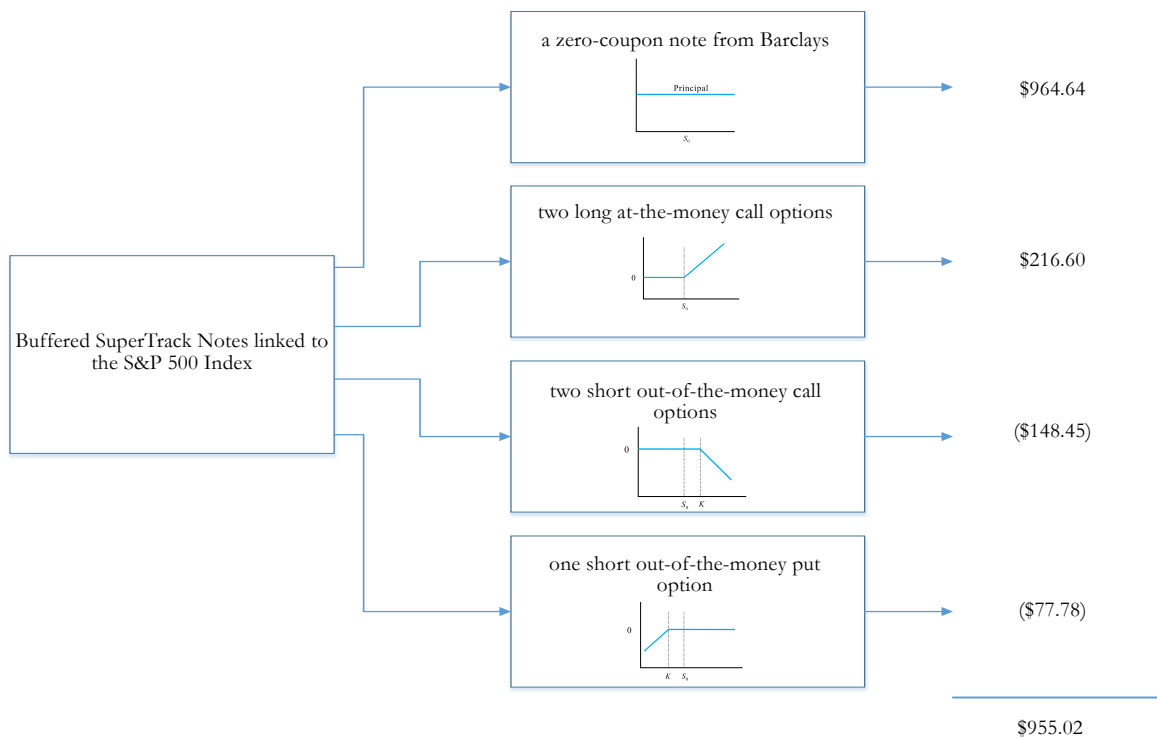 a zero-coupon note from Barclays
Principal
S₀
$964.64
two long at-the-money call options
0
S₀
$216.60
Buffered SuperTrack Notes linked to
the S&P 500 Index
two short out-of-the-money call
options
0
S₀ K
($148.45)
one short out-of-the-money put
option
0
K S₀
($77.78)
$955.02